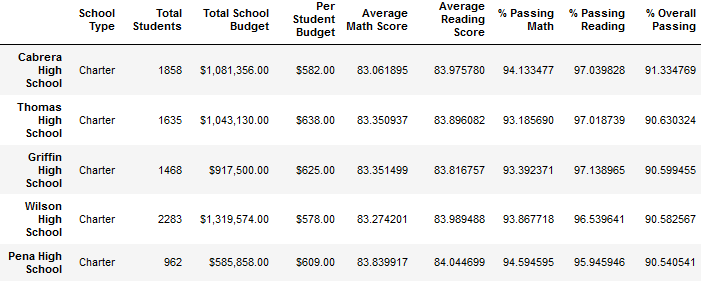 School Type Total Students Total School Budget Per Student Budget Average Math Score Average Reading Score % Passing Math % Passing Reading % Overall Passing
Cabrera High School Charter 1858 $1,081,356.00 $582.00 83.061895 83.975780 94.133477 97.039828 91.334769
Thomas High School Charter 1635 $1,043,130.00 $638.00 83.350937 83.896082 93.185690 97.018739 90.630324
Griffin High School Charter 1468 $917,500.00 $625.00 83.351499 83.816757 93.392371 97.138965 90.599455
Wilson High School Charter 2283 $1,319,574.00 $578.00 83.274201 83.989488 93.867718 96.539641 90.582567
Pena High School Charter 962 $585,858.00 $609.00 83.839917 84.044699 94.594595 95.945946 90.540541